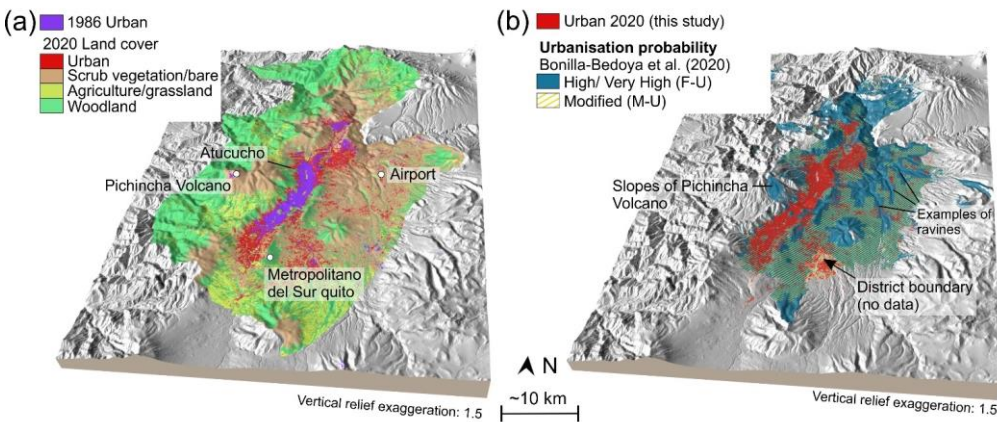 (a)
1986 Urban
2020 Land cover
Urban
Scrub vegetation/bare
Agriculture/grassland
Woodland
Atucucho
Pichincha Volcano
Airport
Metropolitano
del Sur quito
Vertical relief exaggeration: 1.5
N
~10 km
(b)
Urban 2020 (this study)
Urbanisation probability
Bonilla-Bedoya et al. (2020)
High/ Very High (F-U)
Modified (M-U)
Slopes of Pichincha
Volcano
Examples of
ravines
District boundary
(no data)
Vertical relief exaggeration: 1.5